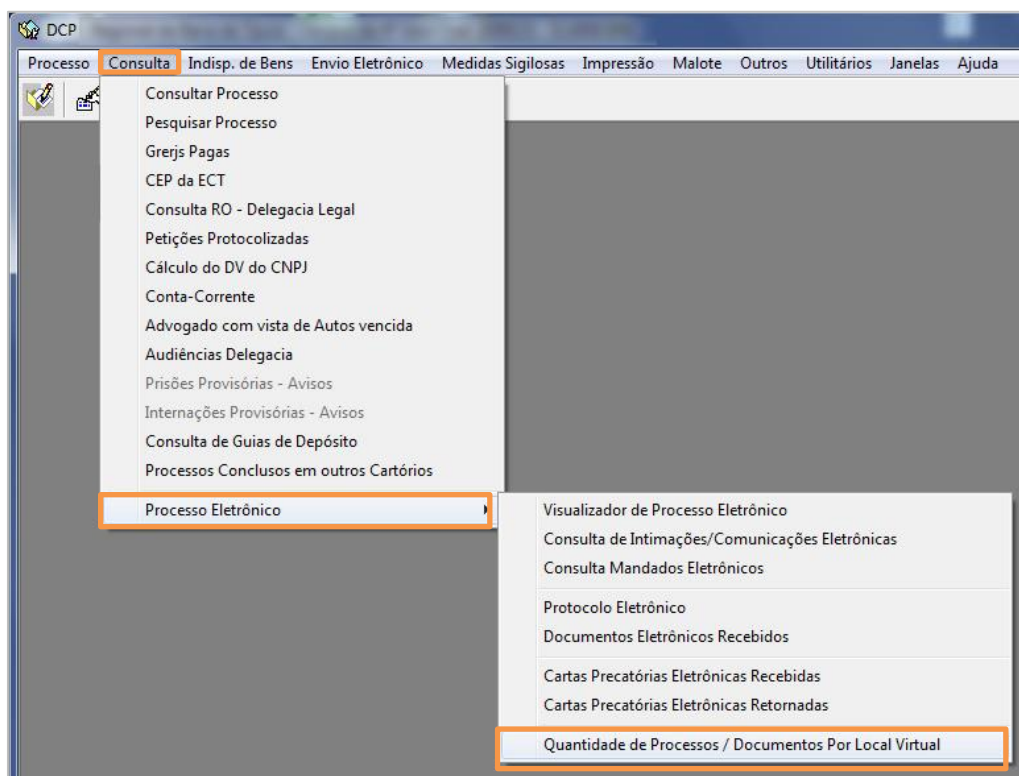 DCP
Processo Consulta Indisp. de Bens Envio Eletrônico Medidas Sigilosas Impressão Malote Outros Utilitários Janelas Ajuda
Consultar Processo
Pesquisar Processo
Grerjs Pagas
CEP da ECT
Consulta RO - Delegacia Legal
Petições Protocolizadas
Cálculo do DV do CNPJ
Conta-Corrente
Advogado com vista de Autos vencida
Audiências Delegacia
Prisões Provisórias - Avisos
Internações Provisórias - Avisos
Consulta de Guias de Depósito
Processos Conclusos em outros Cartórios
Processo Eletrônico
Visualizador de Processo Eletrônico
Consulta de Intimações/Comunicações Eletrônicas
Consulta Mandados Eletrônicos
Protocolo Eletrônico
Documentos Eletrônicos Recebidos
Cartas Precatórias Eletrônicas Recebidas
Cartas Precatórias Eletrônicas Retornadas
Quantidade de Processos / Documentos Por Local Virtual